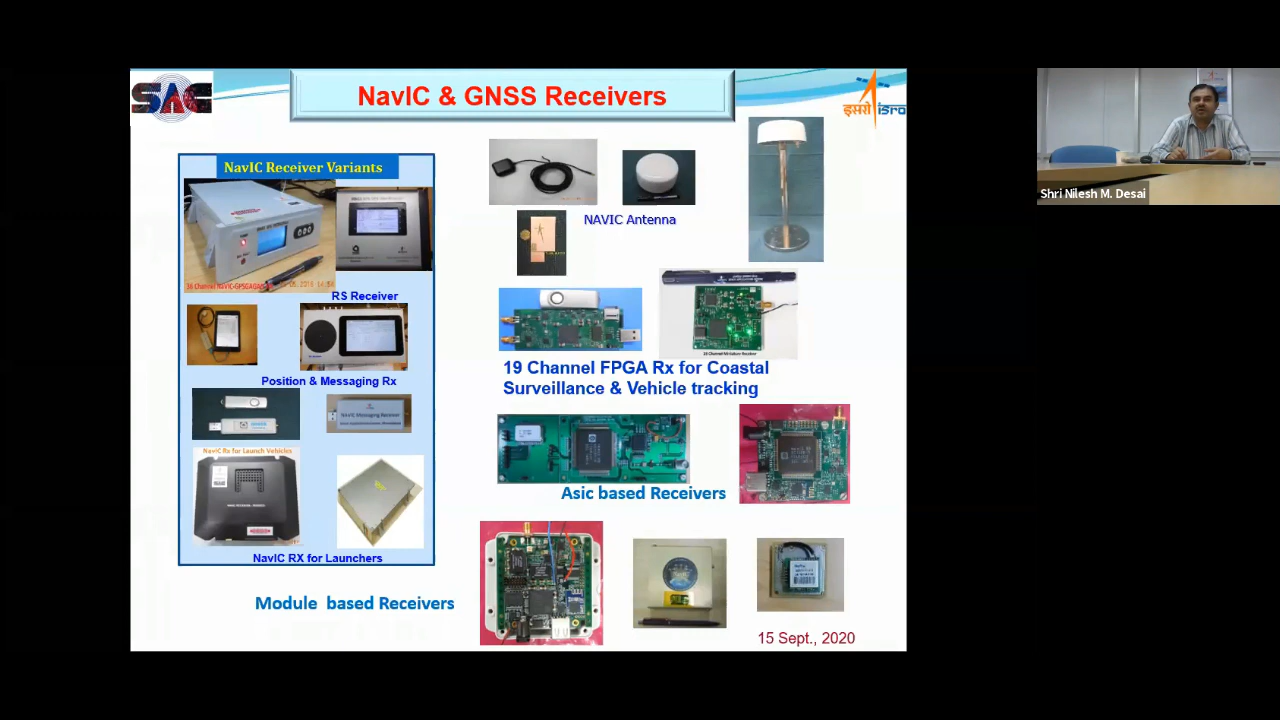 SAC
NavIC & GNSS Receivers
इसरो isro
Shri Nilesh M. Desai
NavIC Receiver Variants
RS Receiver
Position & Messaging Rx
NavIC Messaging Receiver
NavIC Rx for Launch Vehicles
NavIC RX for Launchers
NAVIC Antenna
19 Channel FPGA Rx for Coastal
Surveillance & Vehicle tracking
Asic based Receivers
Module based Receivers
15 Sept., 2020